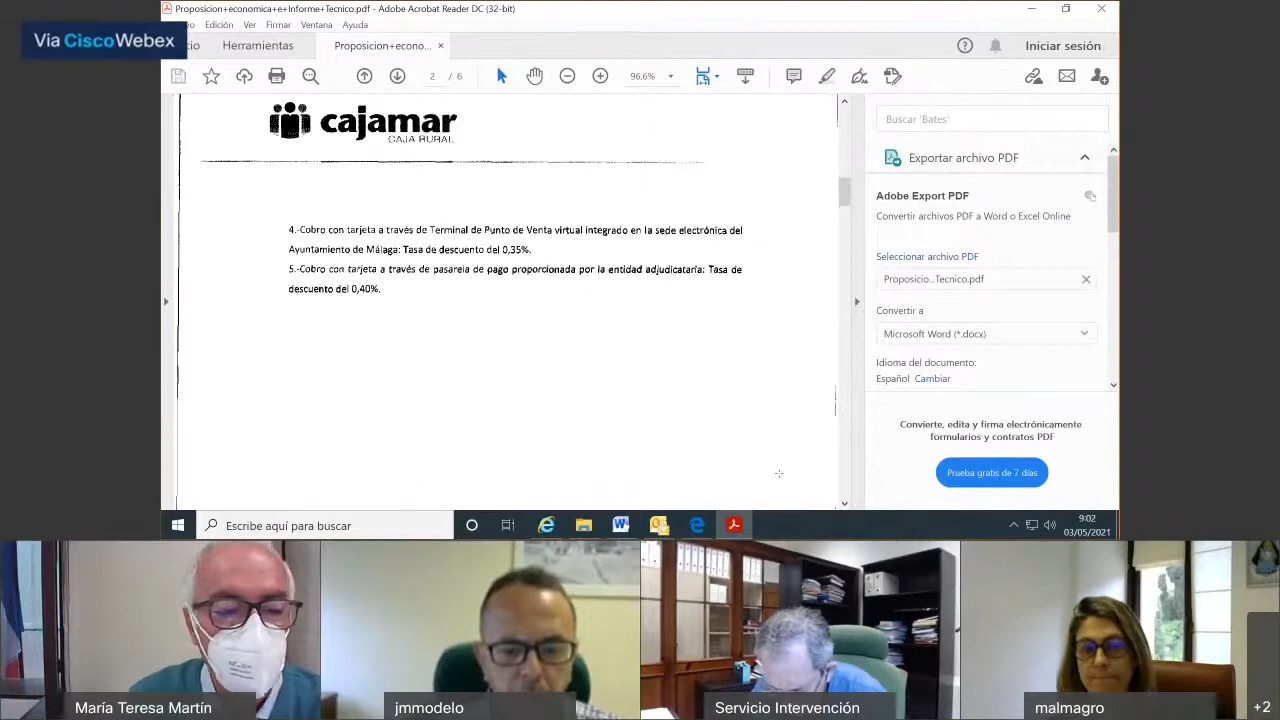 Proposicion+economica+e+Informe+Tecnico.pdf - Adobe Acrobat Reader DC (32-bit)
Via CiscoWebex
Edición Ver Firmar Ventana Ayuda
Herramientas
Proposicion+econo... ×
Iniciar sesión
2 / 6
96.6%
cajamar
CAJA RURAL
4.-Cobro con tarjeta a través de Terminal de Punto de Venta virtual integrado en la sede electrónica del
Ayuntamiento de Málaga: Tasa de descuento del 0,35%.
5.-Cobro con tarjeta a través de pasarela de pago proporcionada por la entidad adjudicataria: Tasa de
descuento del 0,40%.
Buscar 'Bates'
Exportar archivo PDF
Adobe Export PDF
Convertir archivos PDF a Word o Excel Online
Seleccionar archivo PDF
Proposicio...Tecnico.pdf
Convertir a
Microsoft Word (*.docx)
Idioma del documento:
Español Cambiar
Convierte, edita y firma electrónicamente
formularios y contratos PDF
Prueba gratis de 7 días
Escribe aquí para buscar
9:02
03/05/2021
María Teresa Martín
jmmodelo
Servicio Intervención
malmagro
+2